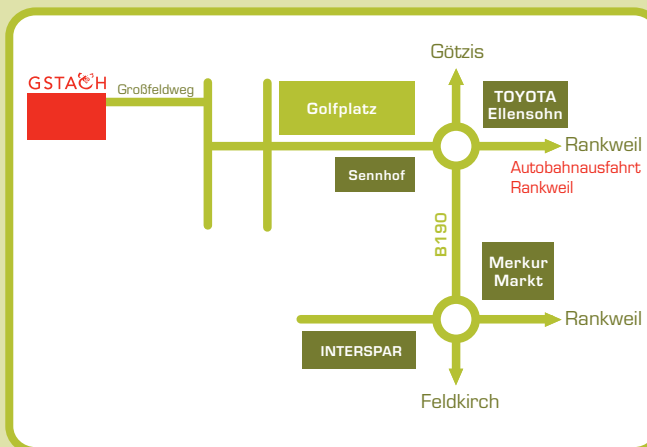 Götzis
GSTACH
Großfeldweg
Golfplatz
TOYOTA
Ellensohn
Rankweil
Autobahnausfahrt
Rankweil
Sennhof
B190
Merkur
Markt
Rankweil
INTERSPAR
Feldkirch